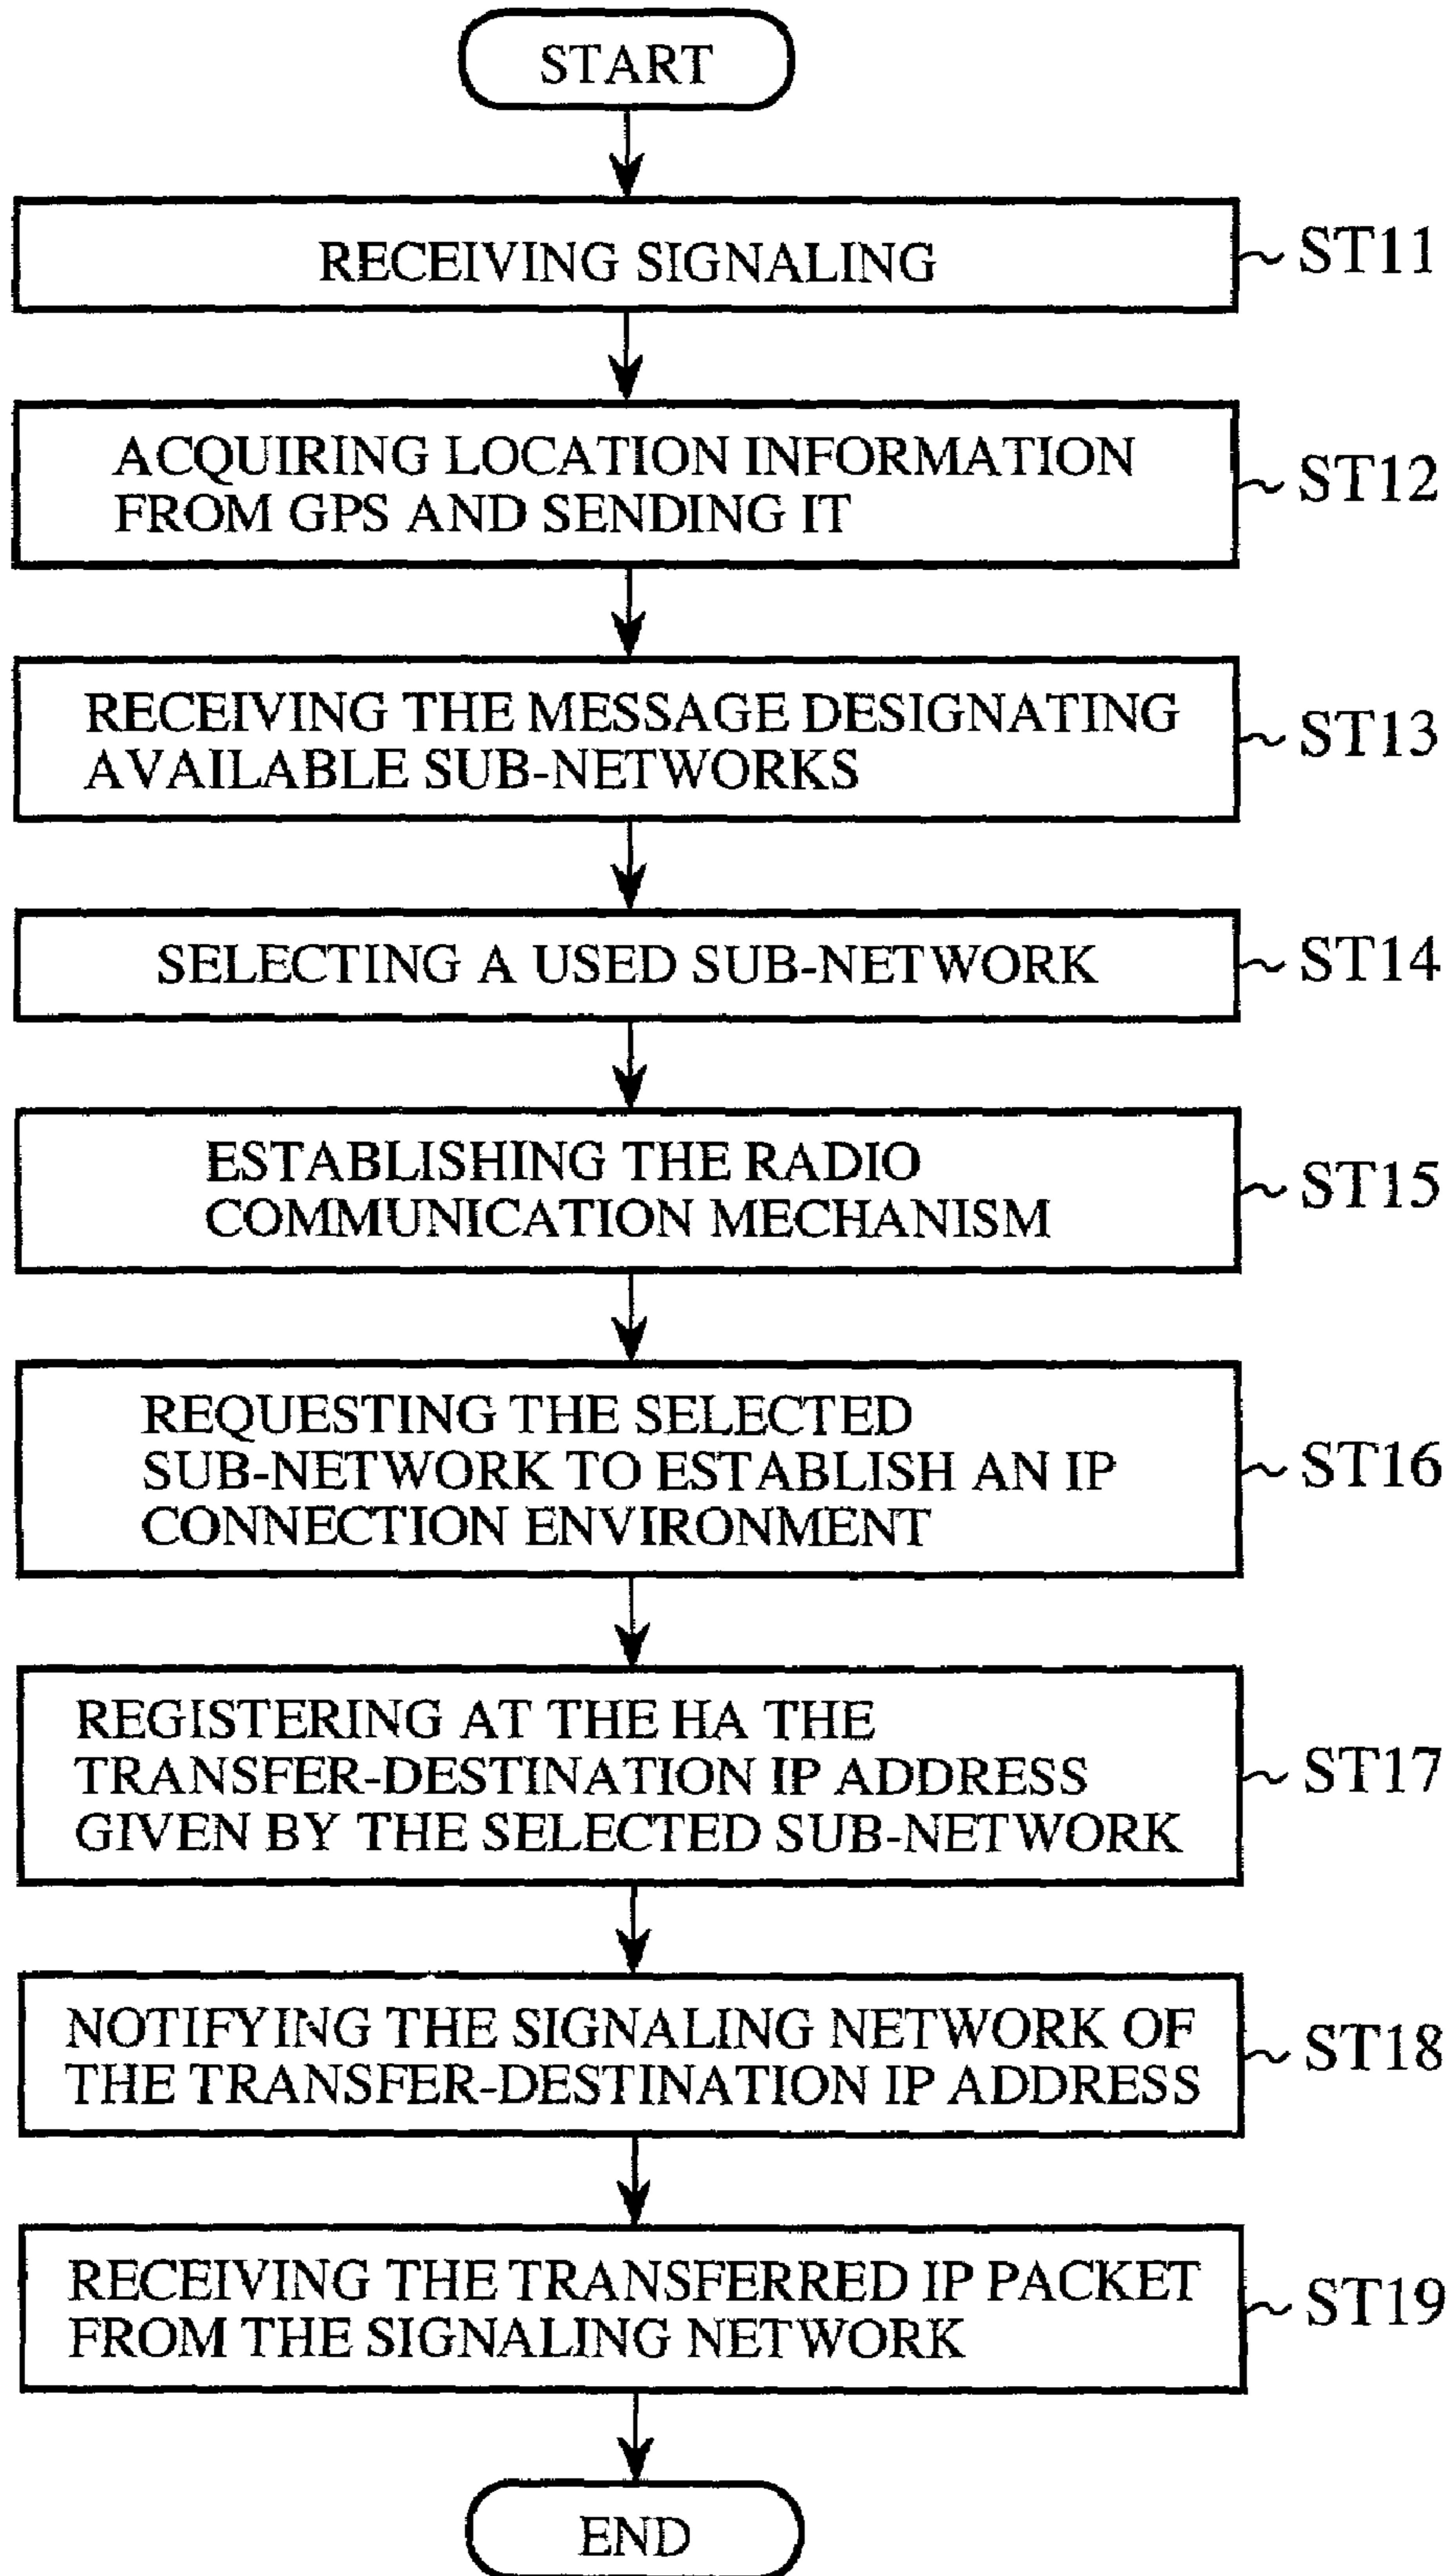 START
RECEIVING SIGNALING
~ST11
ACQUIRING LOCATION INFORMATION
FROM GPS AND SENDING IT
~ST12
RECEIVING THE MESSAGE DESIGNATING
AVAILABLE SUB-NETWORKS
~ST13
SELECTING A USED SUB-NETWORK
~ST14
ESTABLISHING THE RADIO
COMMUNICATION MECHANISM
~ST15
REQUESTING THE SELECTED
SUB-NETWORK TO ESTABLISH AN IP
CONNECTION ENVIRONMENT
~ST16
REGISTERING AT THE HA THE
TRANSFER-DESTINATION IP ADDRESS
GIVEN BY THE SELECTED SUB-NETWORK
~ST17
NOTIFYING THE SIGNALING NETWORK OF
THE TRANSFER-DESTINATION IP ADDRESS
~ST18
RECEIVING THE TRANSFERRED IP PACKET
FROM THE SIGNALING NETWORK
~ST19
END